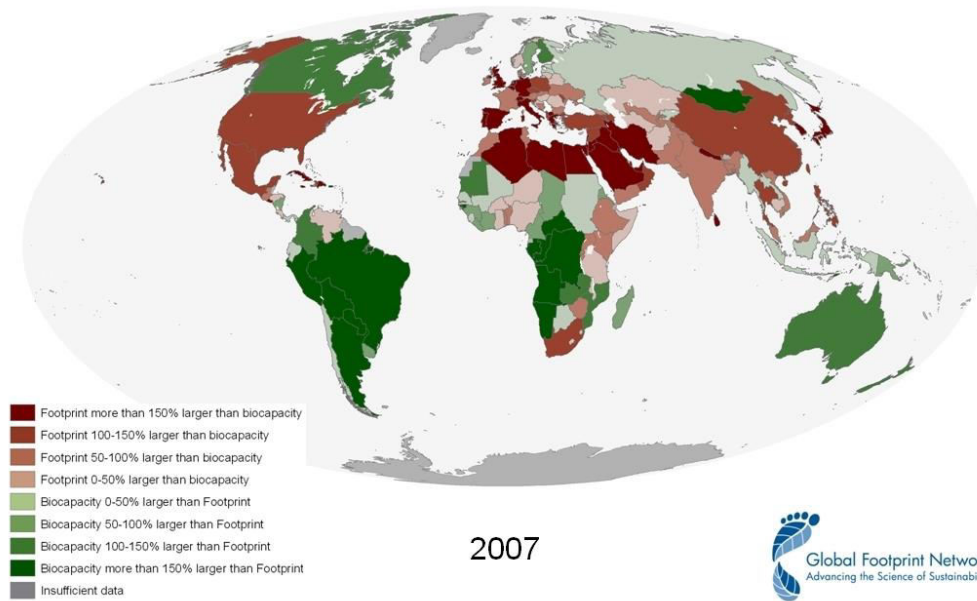 Footprint more than 150% larger than biocapacity
Footprint 100-150% larger than biocapacity
Footprint 50-100% larger than biocapacity
Footprint 0-50% larger than biocapacity
Biocapacity 0-50% larger than Footprint
Biocapacity 50-100% larger than Footprint
Biocapacity 100-150% larger than Footprint
Biocapacity more than 150% larger than Footprint
Insufficient data
2007
Global Footprint Netwo
Advancing the Science of Sustainabi